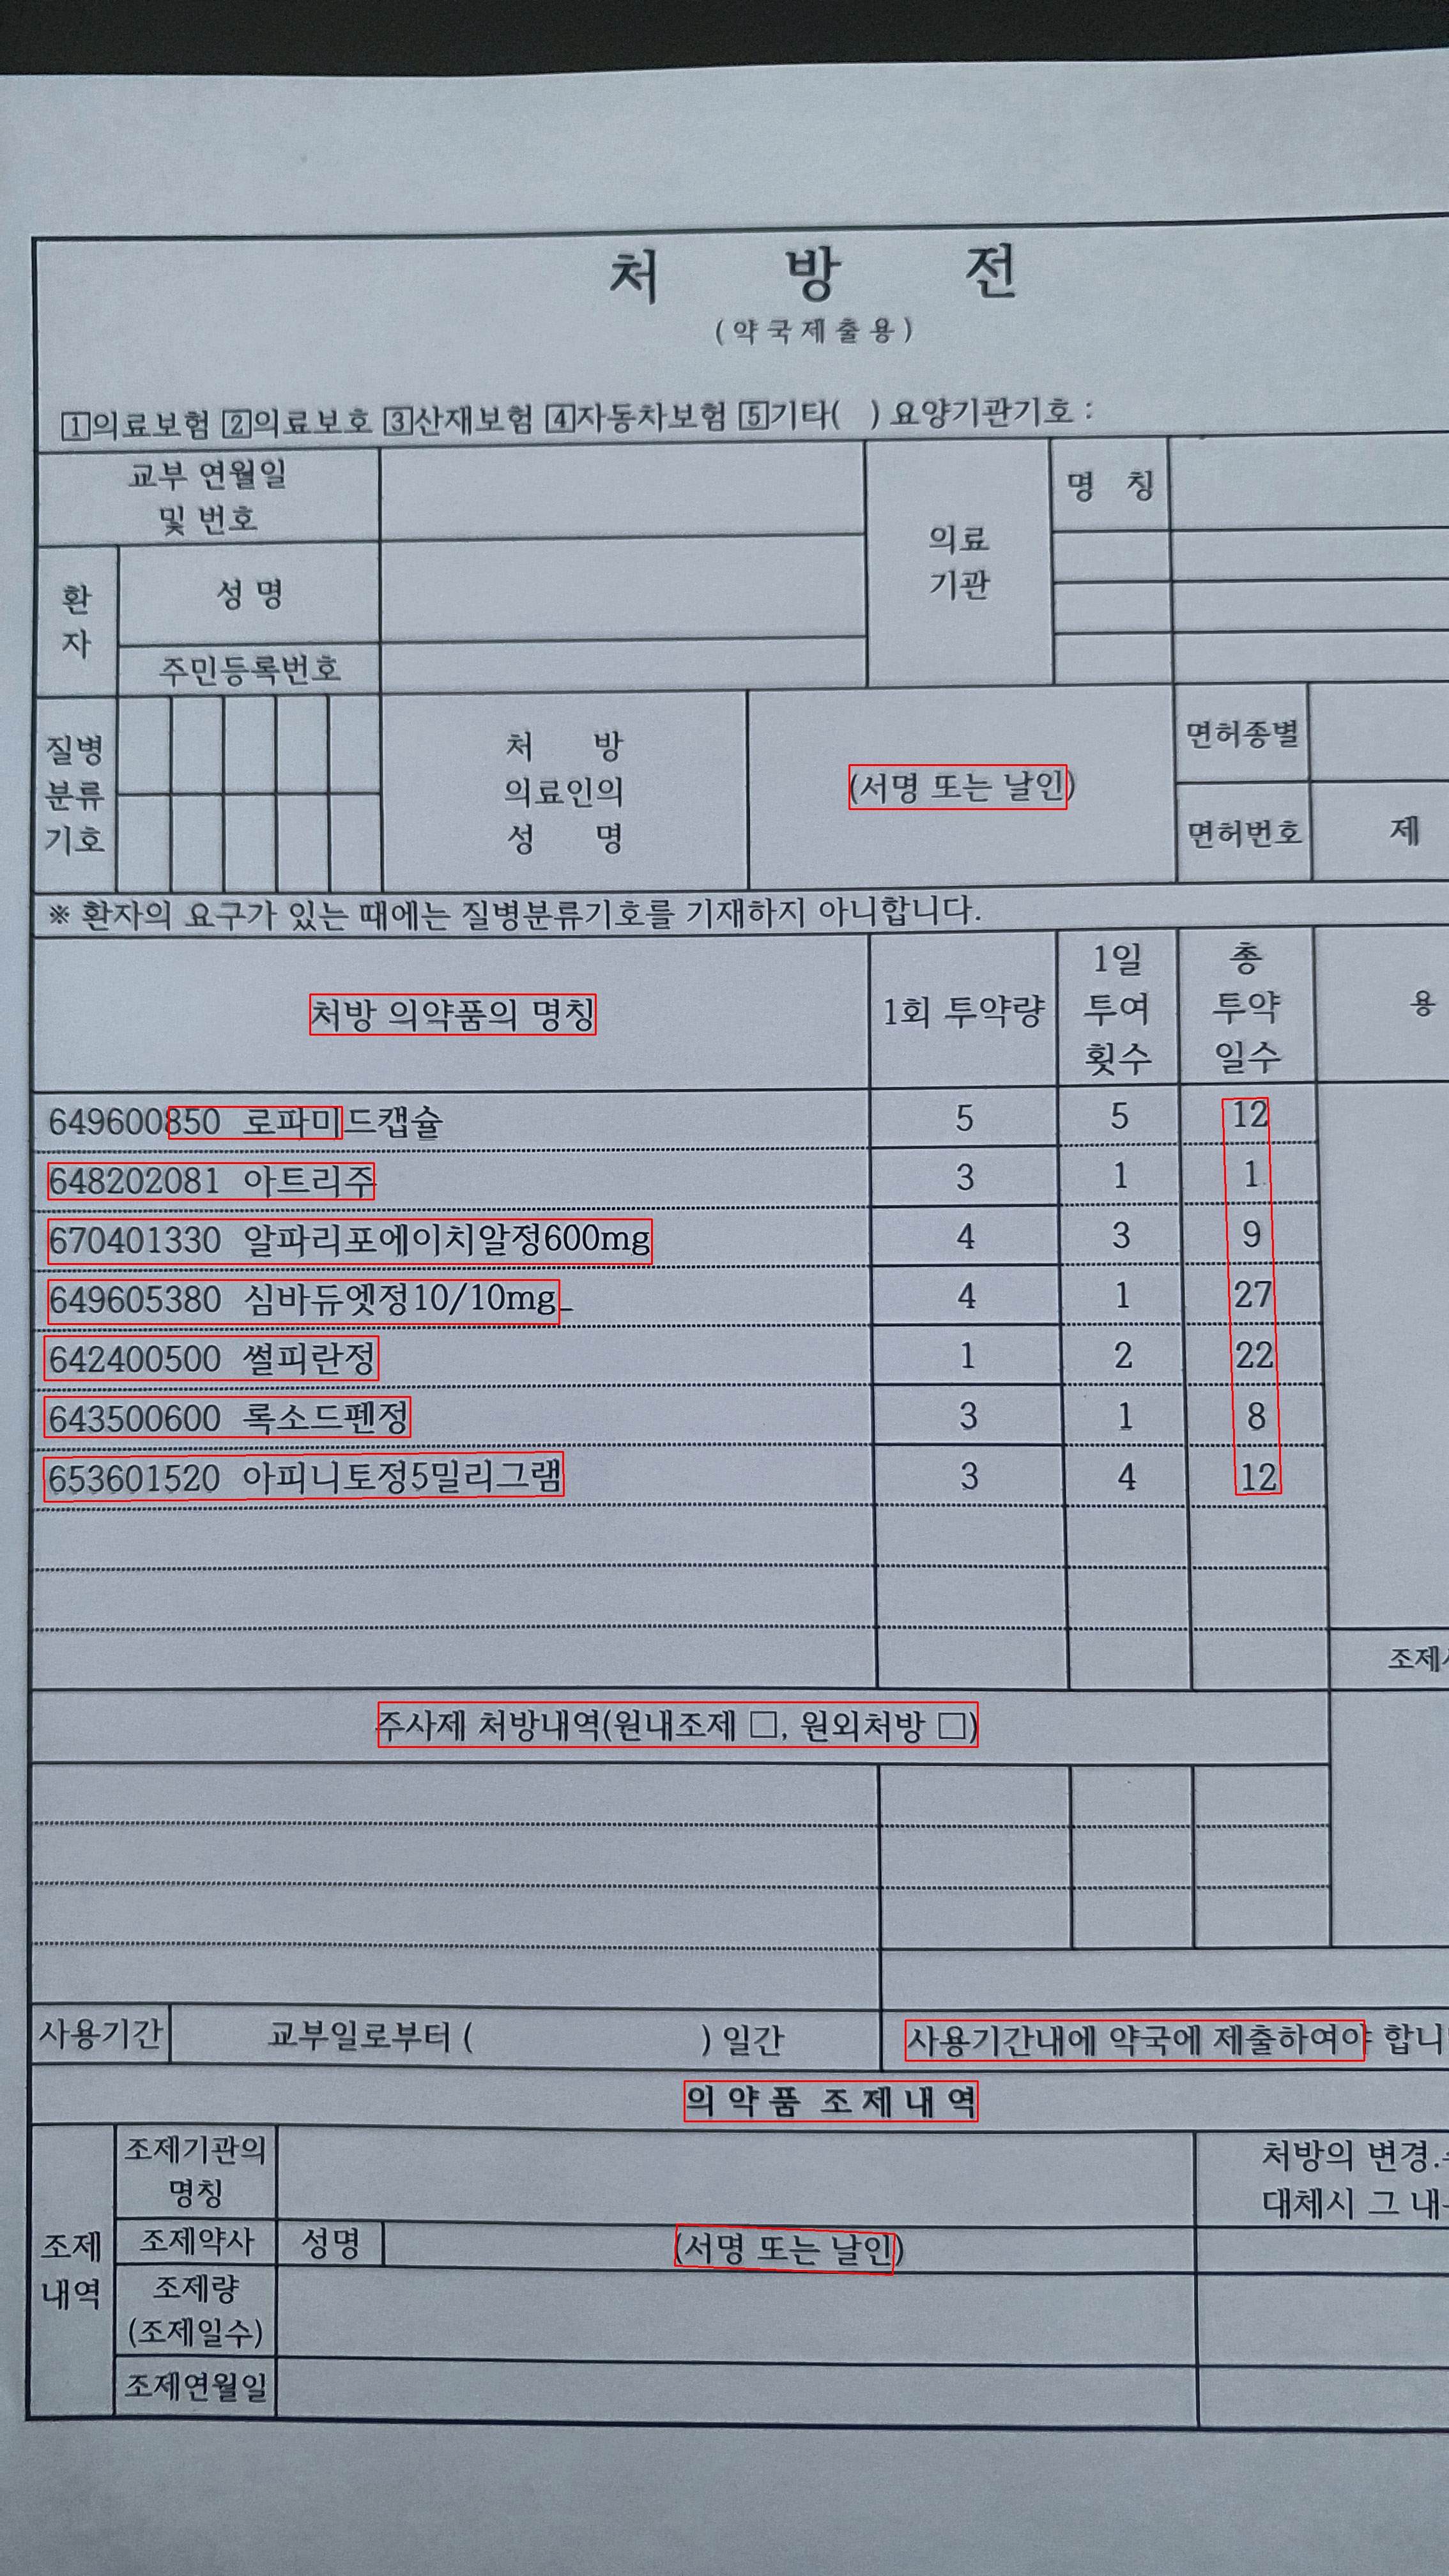 처 방 전
(약국제출용)
1 의료보험 2 의료보호 3 산재보험 4 자동차보험 5 기타( ) 요양기관기호 :
교부 연월일
및 번호
의료
기관
명 칭
환
자
성 명
주민등록번호
질병
분류
기호
처 방
의료인의
성 명
(서명 또는 날인)
면허종별
면허번호
제
※ 환자의 요구가 있는 때에는 질병분류기호를 기재하지 아니합니다.
처방 의약품의 명칭
1회 투약량
1일
투여
횟수
총
투약
일수
용
649600850 로파미드캡슐 5 5 12
648202081 아트리주 3 1 1
670401330 알파리포에이치알정600mg 4 3 9
649605380 심바듀엣정10/10mg_ 4 1 27
642400500 썰피란정 1 2 22
643500600 록소드펜정 3 1 8
653601520 아피니토정5밀리그램 3 4 12
조제
주사제 처방내역(원내조제 □, 원외처방 □)
사용기간 교부일로부터 ( ) 일간 사용기간내에 약국에 제출하여야 합니
의 약 품 조 제 내 역
조제
내역
조제기관의
명칭
처방의 변경.
대체시 그 내
조제약사 성명 (서명 또는 날인)
조제량
(조제일수)
조제연월일